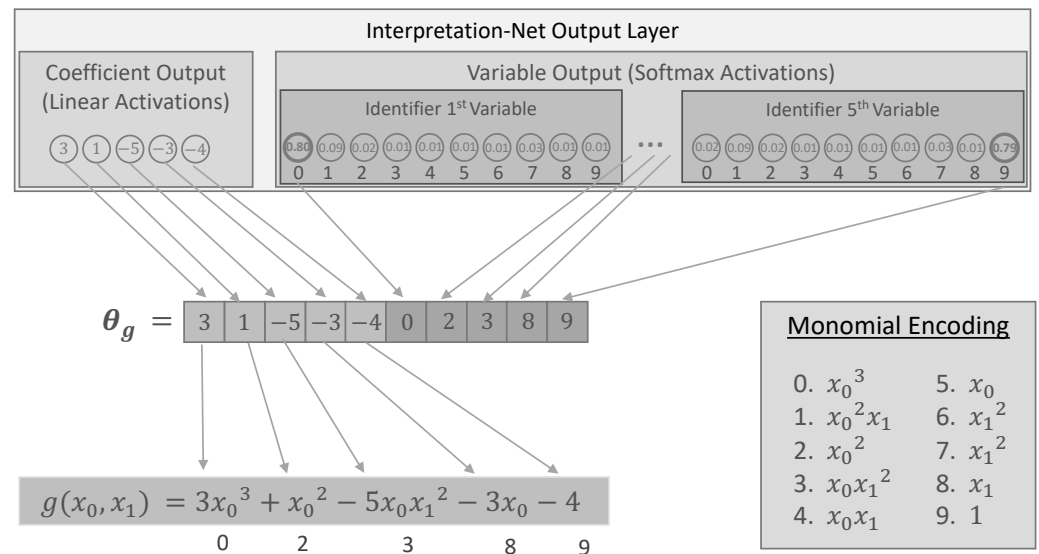 Interpretation-Net Output Layer
Coefficient Output
(Linear Activations)
3 1 −5 −3 −4
Variable Output (Softmax Activations)
Identifier 1st Variable
0.80 0.09 0.02 0.01 0.01 0.01 0.01 0.03 0.01 0.01
0 1 2 3 4 5 6 7 8 9
...
Identifier 5th Variable
0.02 0.09 0.02 0.01 0.01 0.01 0.01 0.03 0.01 0.79
0 1 2 3 4 5 6 7 8 9
θg = 3 1 −5 −3 −4 0 2 3 8 9
g(x₀, x₁) = 3x₀³ + x₀² − 5x₀x₁² − 3x₀ − 4
0 2 3 8 9
Monomial Encoding
0. x₀³
1. x₀²x₁
2. x₀²
3. x₀x₁²
4. x₀x₁
5. x₀
6. x₁²
7. x₁²
8. x₁
9. 1